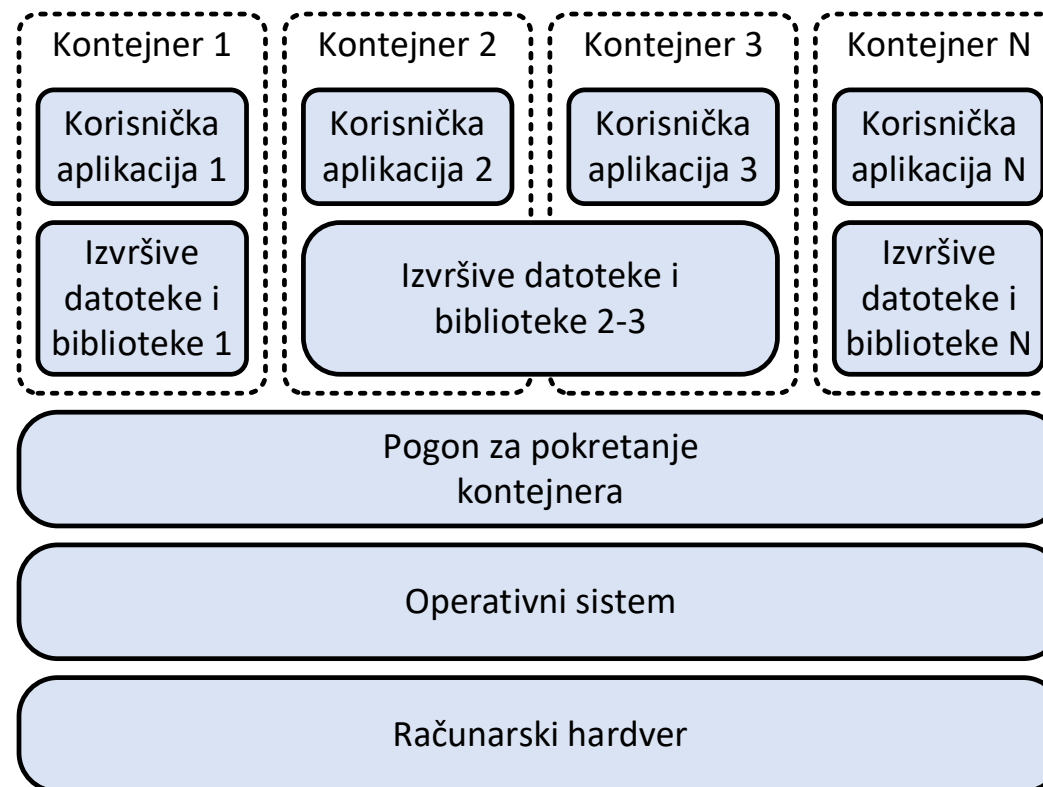 Kontejner 1
Korisnička
aplikacija 1
Izvršive
datoteke i
biblioteke 1
Kontejner 2
Korisnička
aplikacija 2
Kontejner 3
Korisnička
aplikacija 3
Izvršive datoteke i
biblioteke 2-3
Kontejner N
Korisnička
aplikacija N
Izvršive
datoteke i
biblioteke N
Pogon za pokretanje
kontejnera
Operativni sistem
Računarski hardver